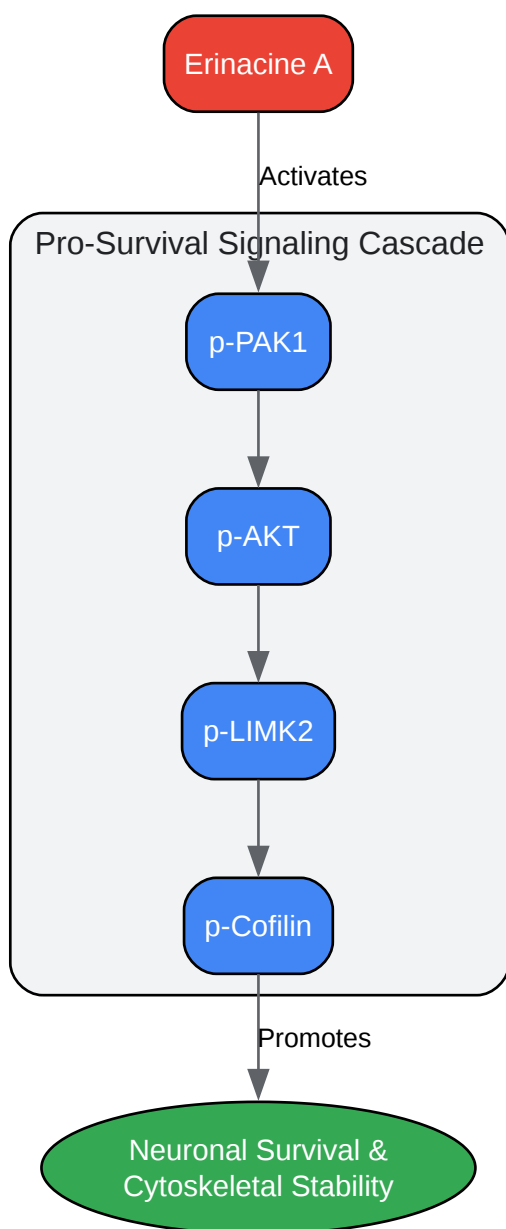 Erinacine A
Activates
Pro-Survival Signaling Cascade
p-PAK1
p-AKT
p-LIMK2
p-Cofilin
Promotes
Neuronal Survival &
Cytoskeletal Stability